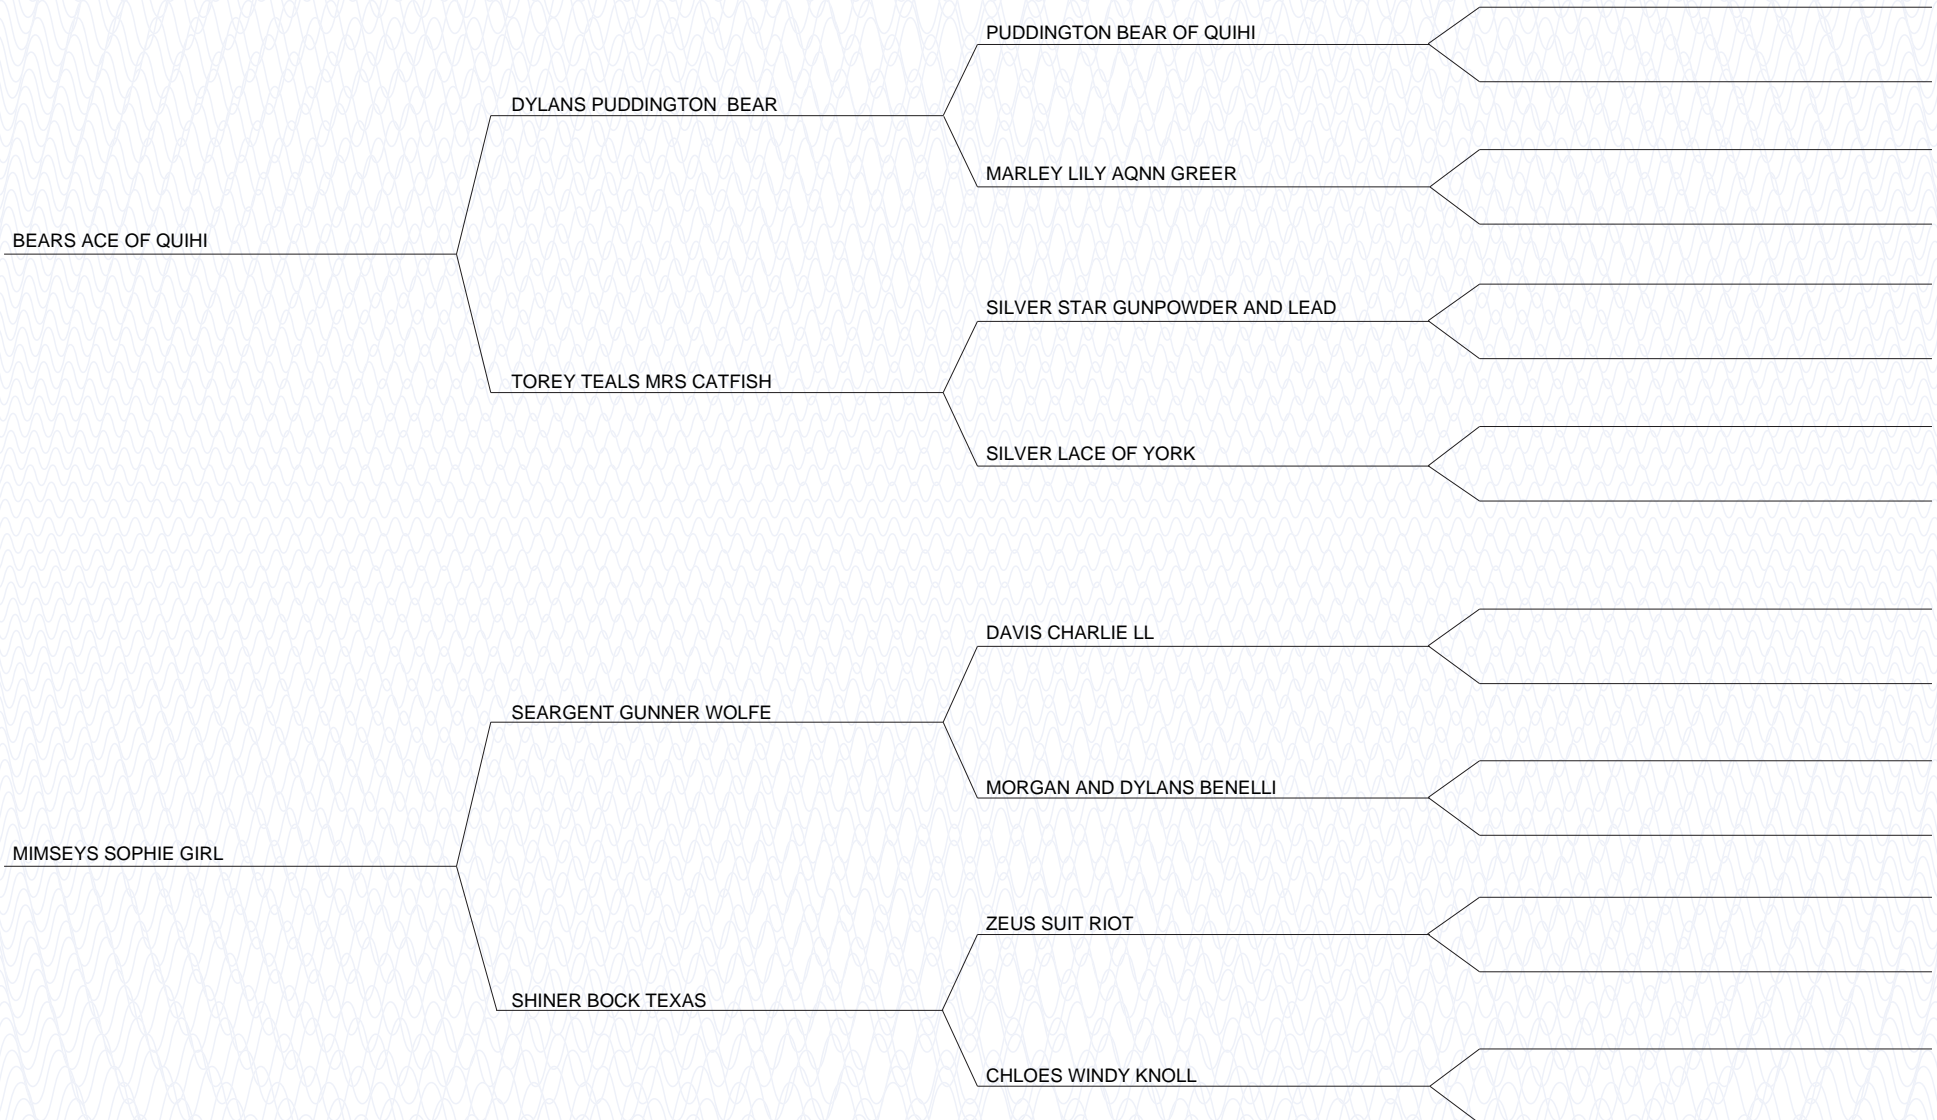 PUDDINGTON BEAR OF QUIHI
DYLANS PUDDINGTON  BEAR
MARLEY LILY AQNN GREER
BEARS ACE OF QUIHI
SILVER STAR GUNPOWDER AND LEAD
TOREY TEALS MRS CATFISH
SILVER LACE OF YORK
DAVIS CHARLIE LL
SEARGENT GUNNER WOLFE
MORGAN AND DYLANS BENELLI
MIMSEYS SOPHIE GIRL
ZEUS SUIT RIOT
SHINER BOCK TEXAS
CHLOES WINDY KNOLL